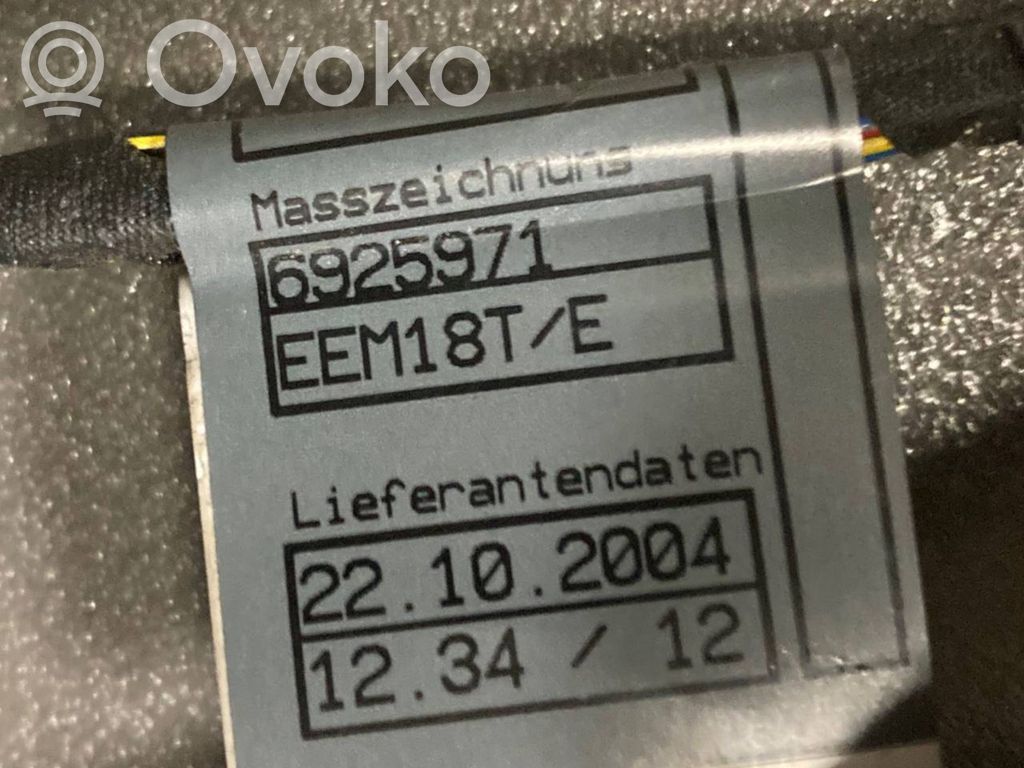 Ovoko
Masszeichnung
6925971
EEM18T/E
Lieferantendaten
22.10.2004
12.34 / 12